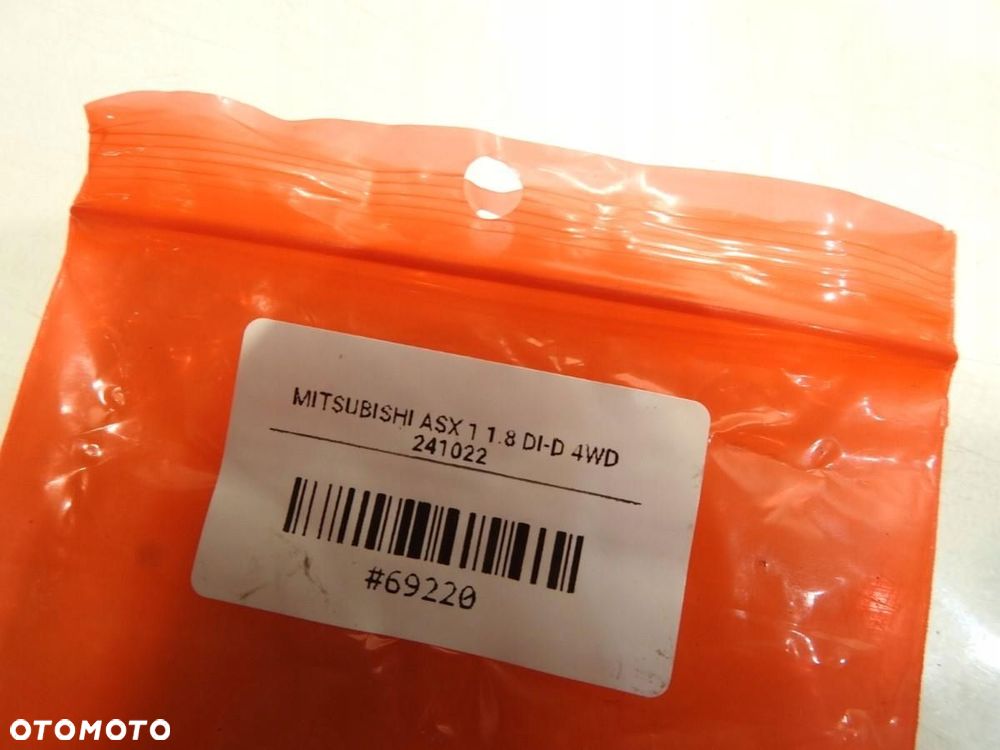 MITSUBISHI ASX 1 1.8 DI-D 4WD
241022
#69220
OTOMOTO